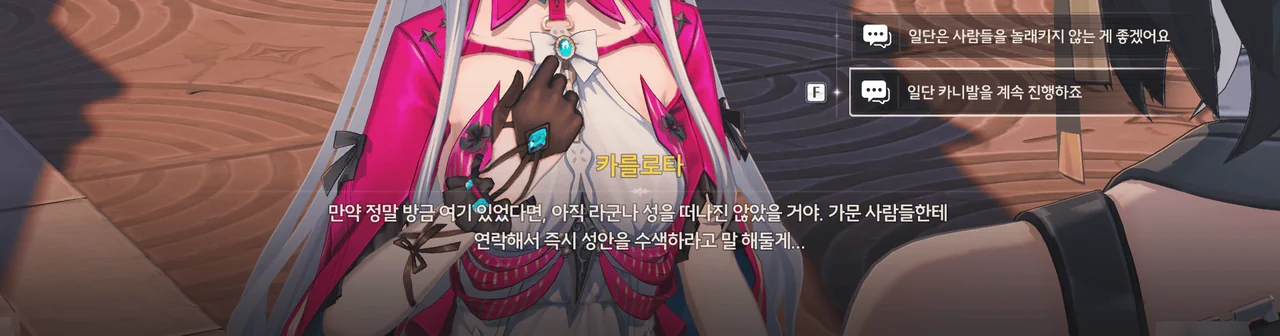 일단은 사람들을 놀래키지 않는 게 좋겠어요
F
일단 카니발을 계속 진행하죠
카를로타
만약 정말 방금 여기 있었다면, 아직 라군나 성을 떠나진 않았을 거야. 가문 사람들한테
연락해서 즉시 성안을 수색하라고 말 해둘게...